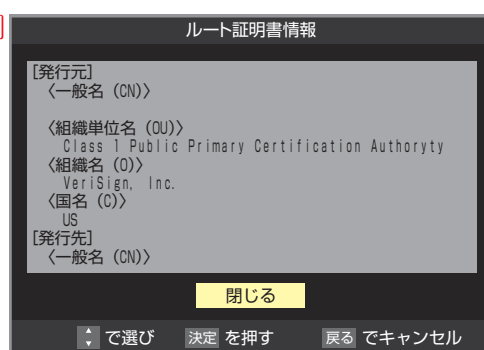 ルート証明書情報
[発行元]
〈一般名（CN)〉
〈組織単位名（OU)〉
Class 1 Public Primary Certification Authoryty
〈組織名（O)〉
VeriSign, Inc.
〈国名（C)〉
US
[発行先]
〈一般名（CN)〉
閉じる
で選び 決定 を押す 戻る でキャンセル